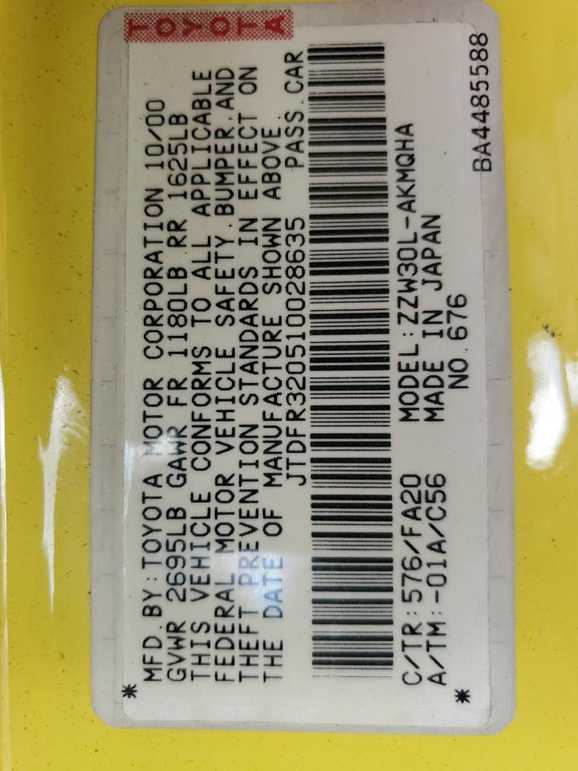 TOYOTA
MFD.BY:TOYOTA MOTOR CORPORATION 10/00
GVWR 2695LB GAWR FR 1180LB RR 1625LB
THIS VEHICLE CONFORMS TO ALL APPLICABLE
FEDERAL MOTOR VEHICLE SAFETY.BUMPER.AND
THEFT PREVENTION STANDARDS IN EFFECT ON
THE DATE OF MANUFACTURE SHOWN ABOVE.
JTDFR320510028635 PASS.CAR
C/TR:576/FA20 MODEL:ZZW30L-AKMQHA
A/TM:-01A/C56 MADE IN JAPAN
NO.676
BA4485588